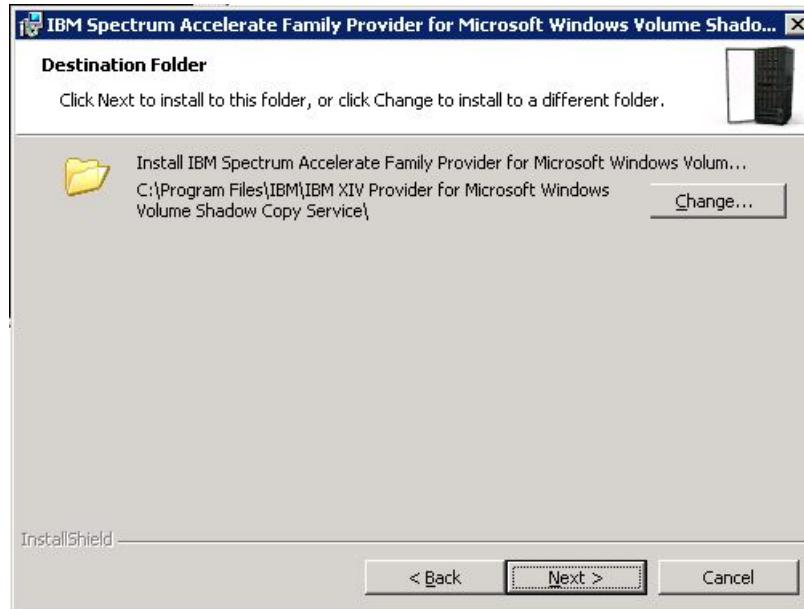 IBM Spectrum Accelerate Family Provider for Microsoft Windows Volume Shado...
Destination Folder
Click Next to install to this folder, or click Change to install to a different folder.
Install IBM Spectrum Accelerate Family Provider for Microsoft Windows Volum...
C:\Program Files\IBM\IBM XIV Provider for Microsoft Windows
Volume Shadow Copy Service\
Change...
InstallShield
< Back
Next >
Cancel